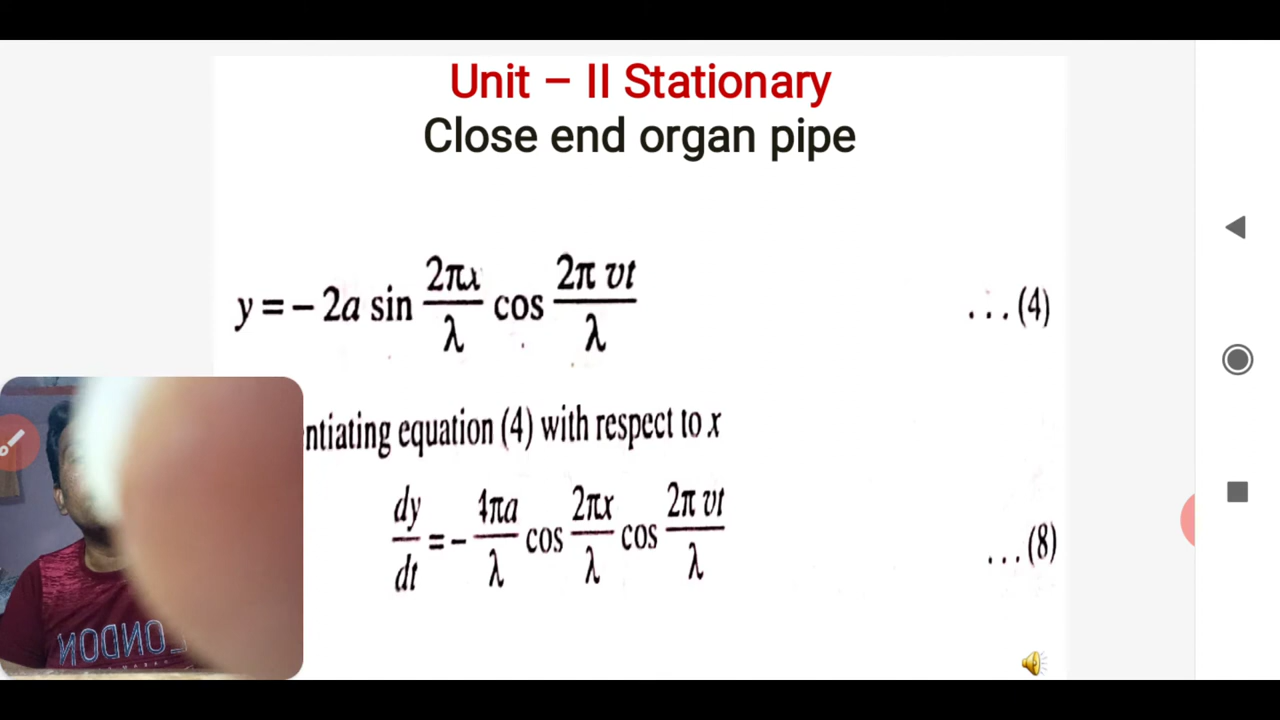 Unit – II Stationary
Close end organ pipe
y = – 2a sin 2πx/λ cos 2π vt/λ ...(4)
ntiating equation (4) with respect to x
dy/dt = – 4πa/λ cos 2πx/λ cos 2π vt/λ ...(8)
LONDON